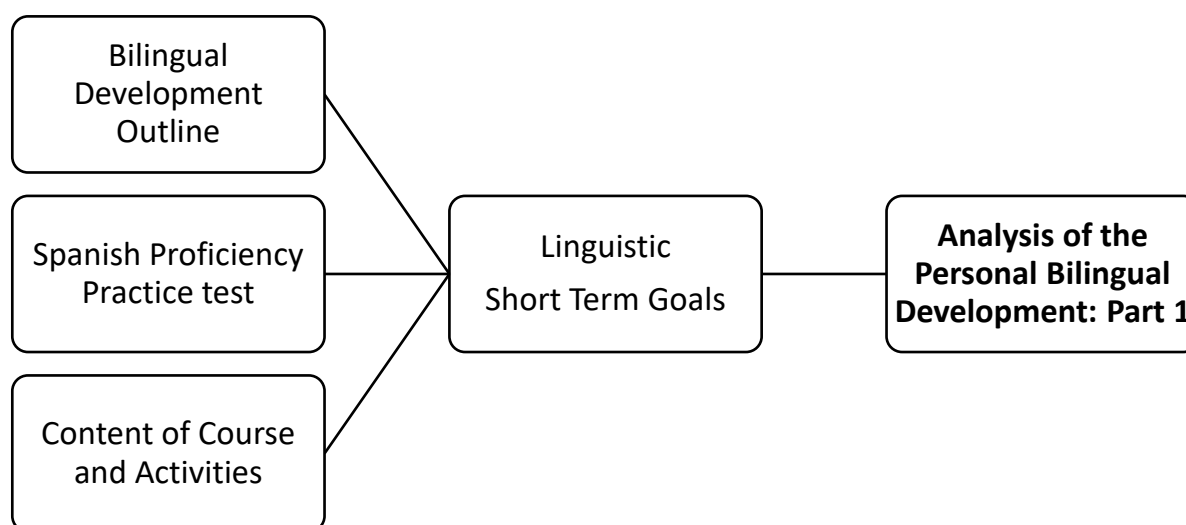 Bilingual
Development
Outline
Spanish Proficiency
Practice test
Content of Course
and Activities
Linguistic
Short Term Goals
Analysis of the
Personal Bilingual
Development: Part 1